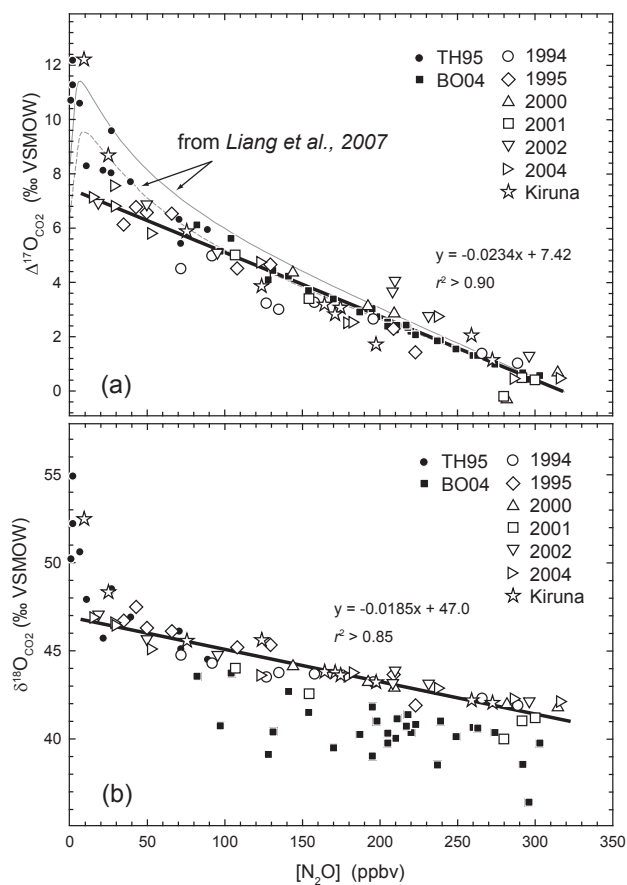 12
10
8
6
4
2
0
Δ17OCO2 (‰ VSMOW)
TH95
BO04
1994
1995
2000
2001
2002
2004
Kiruna
from Liang et al., 2007
y = -0.0234x + 7.42
r2 > 0.90
(a)
55
50
45
40
δ18OCO2 (‰ VSMOW)
TH95
BO04
1994
1995
2000
2001
2002
2004
Kiruna
y = -0.0185x + 47.0
r2 > 0.85
(b)
0 50 100 150 200 250 300 350
[N2O] (ppbv)